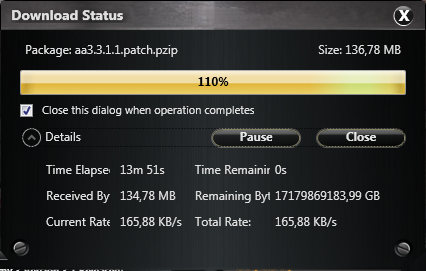 Download Status
Package: aa3.3.1.1.patch.pzip Size: 136,78 MB
110%
Close this dialog when operation completes
Details Pause Close
Time Elapse 13m 51s Time Remainin 0s
Received By 134,78 MB Remaining Byt 17179869183,99 GB
Current Rate 165,88 KB/s Total Rate: 165,88 KB/s